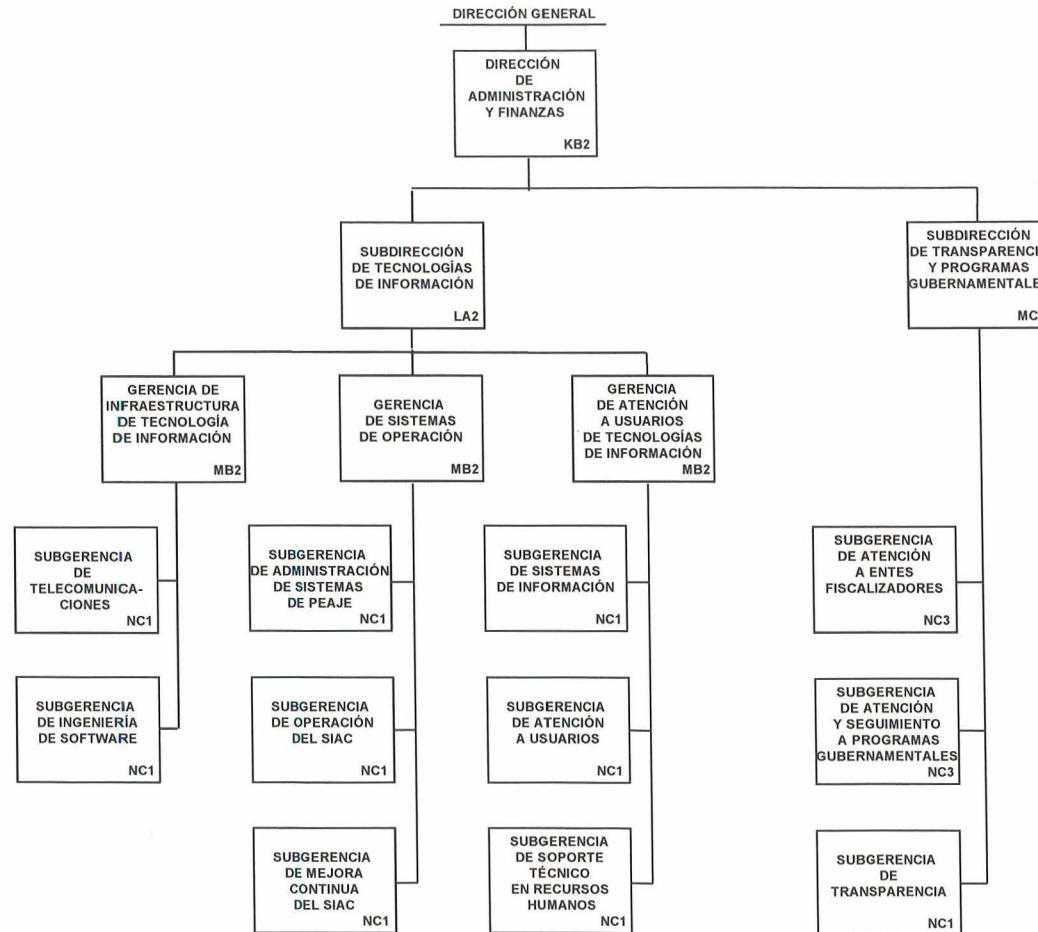 DIRECCIÓN GENERAL
DIRECCIÓN
DE
ADMINISTRACIÓN
Y FINANZAS
KB2
SUBDIRECCIÓN
DE TECNOLOGÍAS
DE INFORMACIÓN
LA2
SUBDIRECCIÓN
DE TRANSPARENCI
Y PROGRAMAS
GUBERNAMENTALE
MC
GERENCIA DE
INFRAESTRUCTURA
DE TECNOLOGÍA
DE INFORMACIÓN
MB2
GERENCIA
DE SISTEMAS
DE OPERACIÓN
MB2
GERENCIA
DE ATENCIÓN
A USUARIOS
DE TECNOLOGÍAS
DE INFORMACIÓN
MB2
SUBGERENCIA
DE
TELECOMUNICA-
CIONES
NC1
SUBGERENCIA
DE ADMINISTRACIÓN
DE SISTEMAS
DE PEAJE
NC1
SUBGERENCIA
DE SISTEMAS
DE INFORMACIÓN
NC1
SUBGERENCIA
DE ATENCIÓN
A ENTES
FISCALIZADORES
NC3
SUBGERENCIA
DE INGENIERÍA
DE SOFTWARE
NC1
SUBGERENCIA
DE OPERACIÓN
DEL SIAC
NC1
SUBGERENCIA
DE ATENCIÓN
A USUARIOS
NC1
SUBGERENCIA
DE ATENCIÓN
Y SEGUIMIENTO
A PROGRAMAS
GUBERNAMENTALES
NC3
SUBGERENCIA
DE MEJORA
CONTINUA
DEL SIAC
NC1
SUBGERENCIA
DE SOPORTE
TÉCNICO
EN RECURSOS
HUMANOS
NC1
SUBGERENCIA
DE
TRANSPARENCIA
NC1